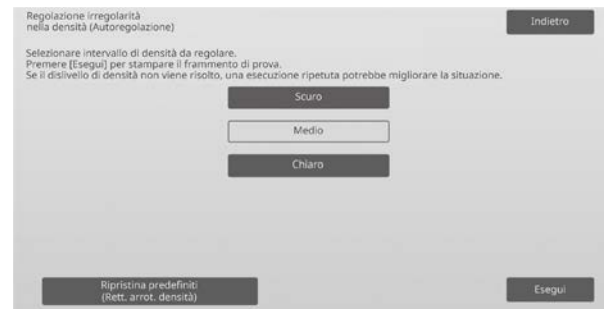 Regolazione irregolarità
nella densità (Autoregolazione)
Indietro
Selezionare intervallo di densità da regolare.
Premere [Esegui] per stampare il frammento di prova.
Se il dislivello di densità non viene risolto, una esecuzione ripetuta potrebbe migliorare la situazione.
Scuro
Medio
Chiaro
Ripristina predefiniti
(Rett. arrot. densità)
Esegui